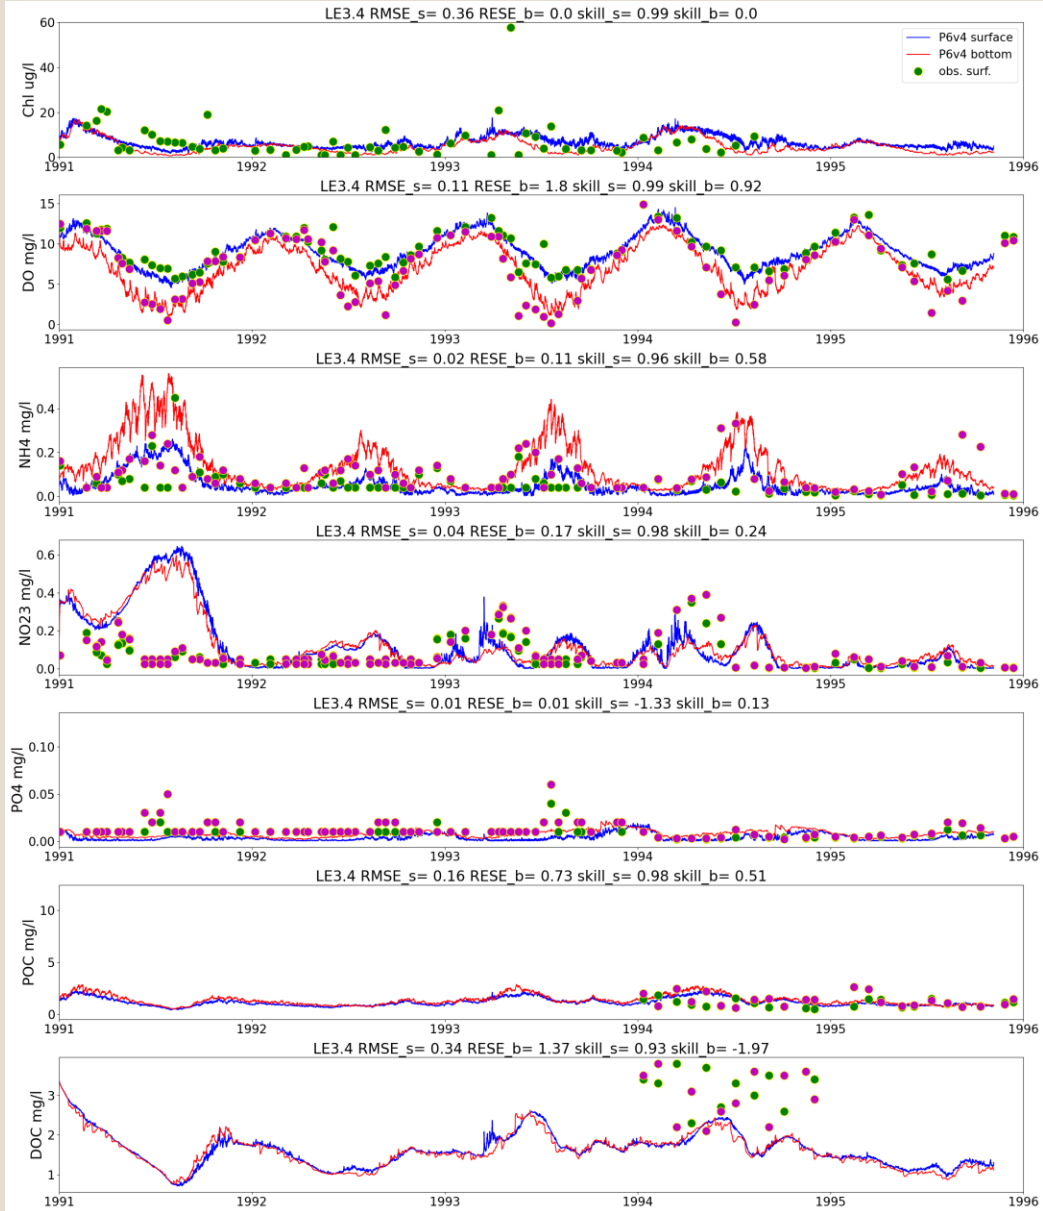 LE3.4 RMSE_s= 0.36 RESE_b= 0.0 skill_s= 0.99 skill_b= 0.0
60
40
20
0
Chl ug/l
P6v4 surface
P6v4 bottom
obs. surf.
1991 1992 1993 1994 1995 1996
LE3.4 RMSE_s= 0.11 RESE_b= 1.8 skill_s= 0.99 skill_b= 0.92
15
10
5
0
DO mg/l
1991 1992 1993 1994 1995 1996
LE3.4 RMSE_s= 0.02 RESE_b= 0.11 skill_s= 0.96 skill_b= 0.58
0.4
0.2
0.0
NH4 mg/l
1991 1992 1993 1994 1995 1996
LE3.4 RMSE_s= 0.04 RESE_b= 0.17 skill_s= 0.98 skill_b= 0.24
0.6
0.4
0.2
0.0
NO23 mg/l
1991 1992 1993 1994 1995 1996
LE3.4 RMSE_s= 0.01 RESE_b= 0.01 skill_s= -1.33 skill_b= 0.13
0.10
0.05
0.00
PO4 mg/l
1991 1992 1993 1994 1995 1996
LE3.4 RMSE_s= 0.16 RESE_b= 0.73 skill_s= 0.98 skill_b= 0.51
10
5
0
POC mg/l
1991 1992 1993 1994 1995 1996
LE3.4 RMSE_s= 0.34 RESE_b= 1.37 skill_s= 0.93 skill_b= -1.97
3
2
1
DOC mg/l
1991 1992 1993 1994 1995 1996